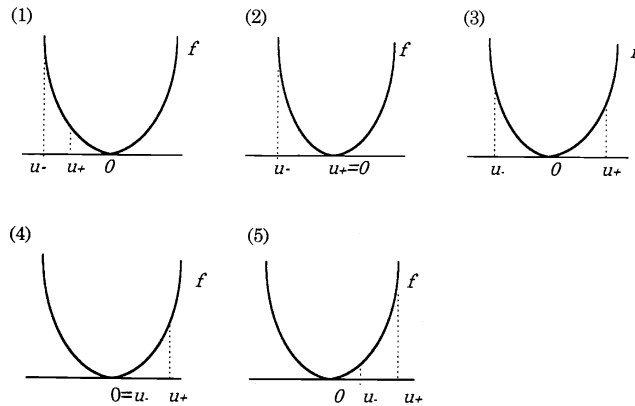 (1)
f
u- u+ 0
(2)
f
u- u+=0
(3)
u- 0 u+
(4)
f
0=u- u+
(5)
f
0 u- u+